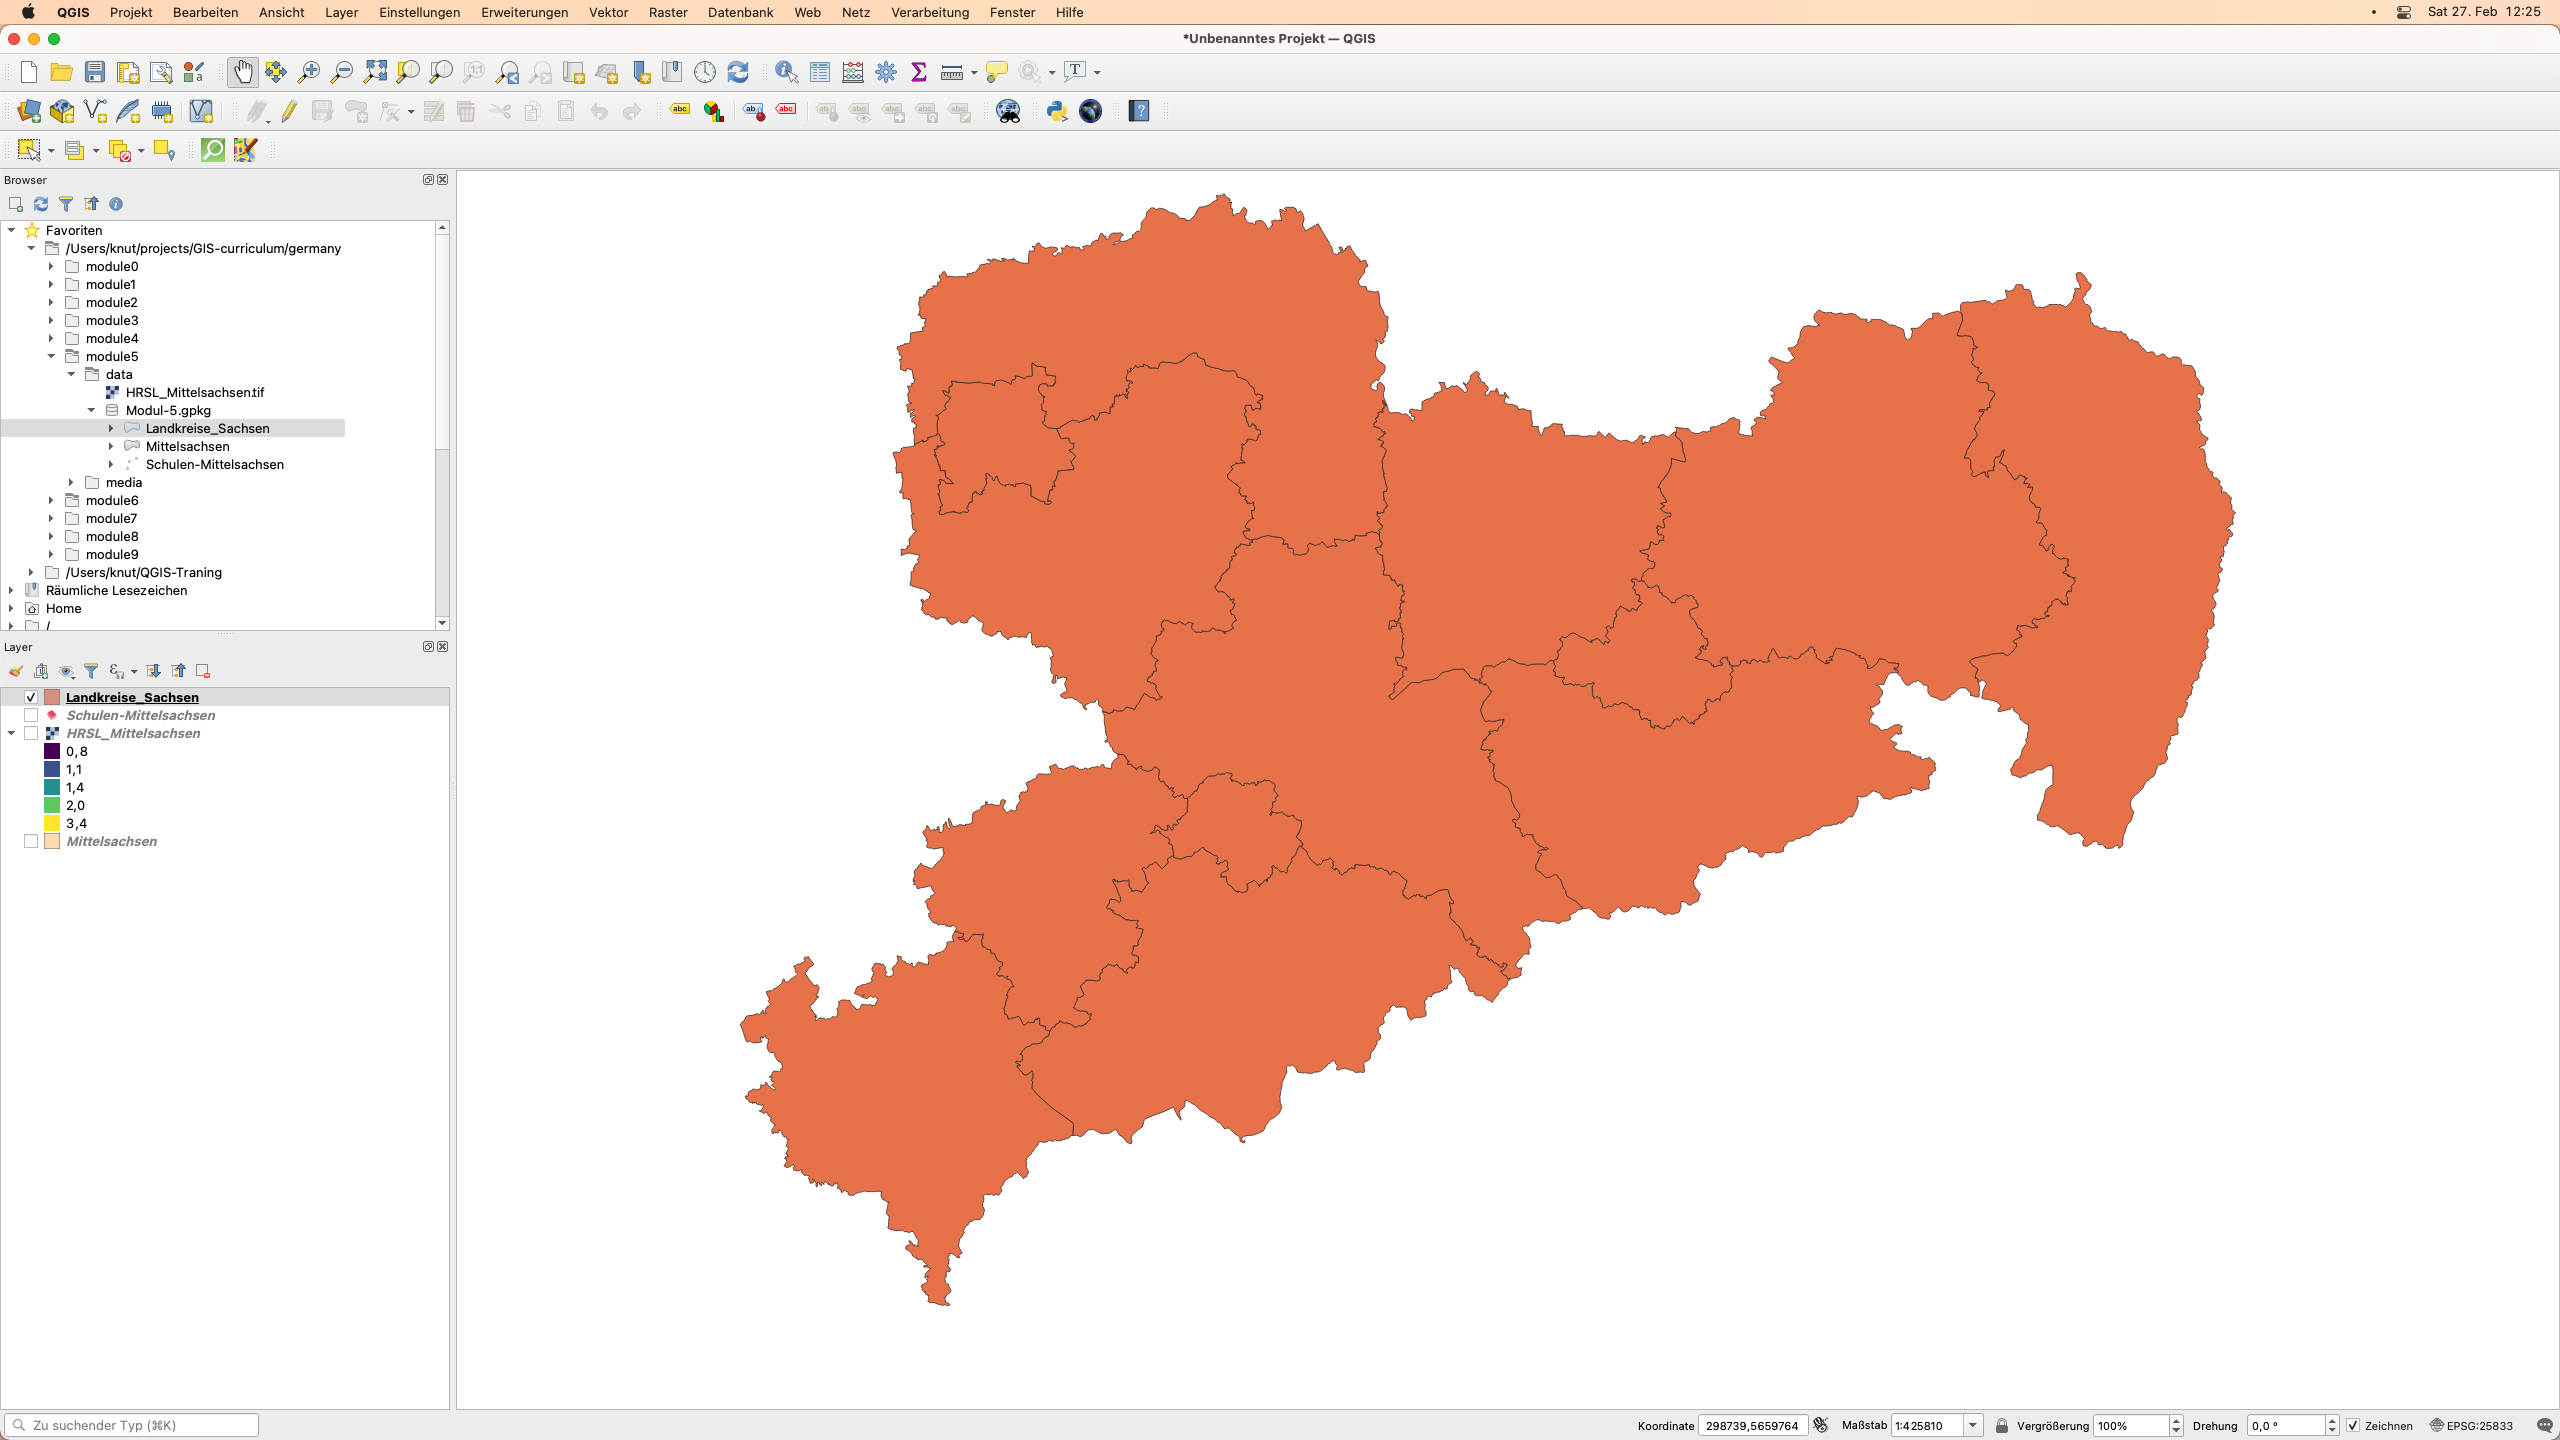 QGIS Projekt Bearbeiten Ansicht Layer Einstellungen Erweiterungen Vektor Raster Datenbank Web Netz Verarbeitung Fenster Hilfe Sat 27. Feb 12:25
*Unbenanntes Projekt — QGIS
Browser
Favoriten
/Users/knut/projects/GIS-curriculum/germany
module0
module1
module2
module3
module4
module5
data
HRSL_Mittelsachsen.tif
Modul-5.gpkg
Landkreise_Sachsen
Mittelsachsen
Schulen-Mittelsachsen
media
module6
module7
module8
module9
/Users/knut/QGIS-Traning
Räumliche Lesezeichen
Home
/
Layer
Landkreise_Sachsen
Schulen-Mittelsachsen
HRSL_Mittelsachsen
0,8
1,1
1,4
2,0
3,4
Mittelsachsen
Zu suchender Typ (⌘K) Koordinate 298739,5659764 Maßstab 1:425810 Vergrößerung 100% Drehung 0,0 ° Zeichnen EPSG:25833